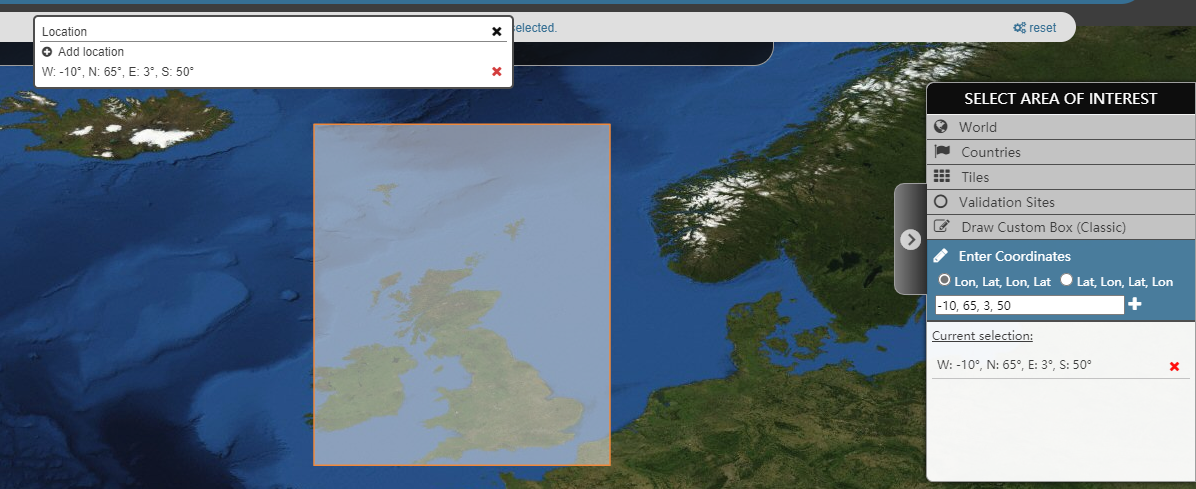 Location
selected.
reset
Add location
W: -10°, N: 65°, E: 3°, S: 50°
SELECT AREA OF INTEREST
World
Countries
Tiles
Validation Sites
Draw Custom Box (Classic)
Enter Coordinates
Lon, Lat, Lon, Lat Lat, Lon, Lat, Lon
-10, 65, 3, 50
Current selection:
W: -10°, N: 65°, E: 3°, S: 50°